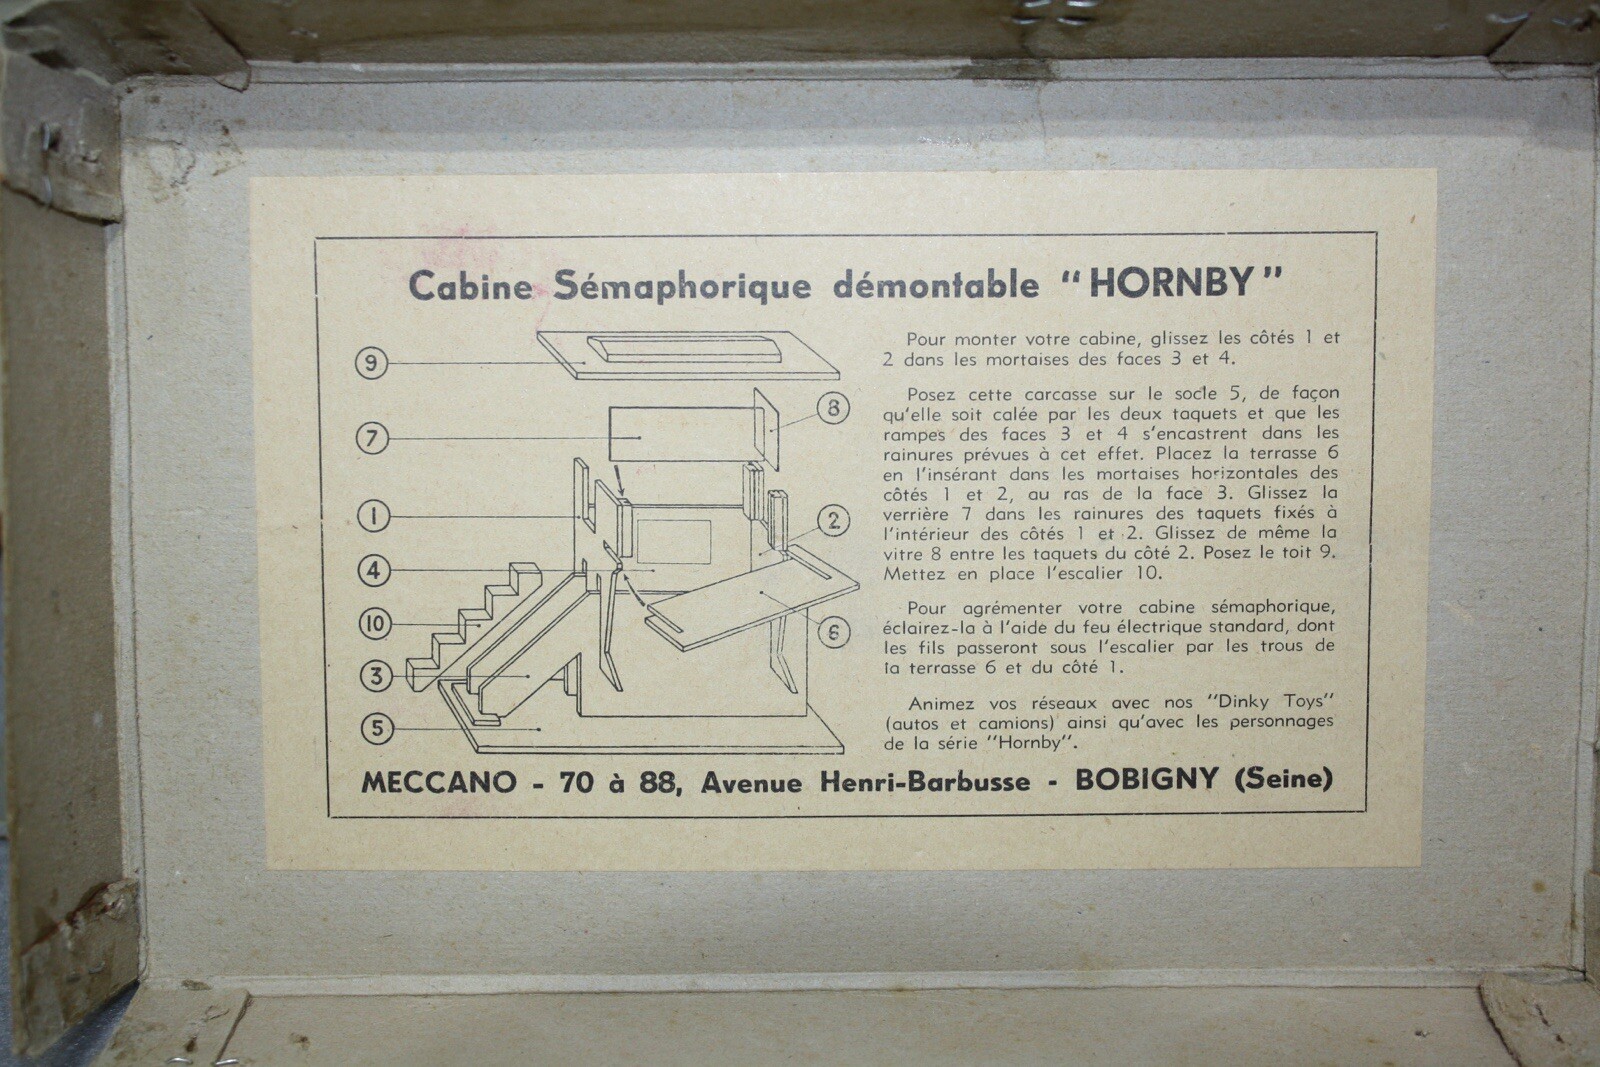 Cabine Sémaphorique démontable "HORNBY"
9
8
7
1
2
4
10
6
3
5
Pour monter votre cabine, glissez les côtés 1 et
2 dans les mortaises des faces 3 et 4.
Posez cette carcasse sur le socle 5, de façon
qu'elle soit calée par les deux taquets et que les
rampes des faces 3 et 4 s'encastrent dans les
rainures prévues à cet effet. Placez la terrasse 6
en l'insérant dans les mortaises horizontales des
côtés 1 et 2, au ras de la face 3. Glissez la
verrière 7 dans les rainures des taquets fixés à
l'intérieur des côtés 1 et 2. Glissez de même la
vitre 8 entre les taquets du côté 2. Posez le toit 9.
Mettez en place l'escalier 10.
Pour agrémenter votre cabine sémaphorique,
éclairez-la à l'aide du feu électrique standard, dont
les fils passeront sous l'escalier par les trous de
la terrasse 6 et du côté 1.
Animez vos réseaux avec nos "Dinky Toys"
(autos et camions) ainsi qu'avec les personnages
de la série "Hornby".
MECCANO - 70 à 88, Avenue Henri-Barbusse - BOBIGNY (Seine)